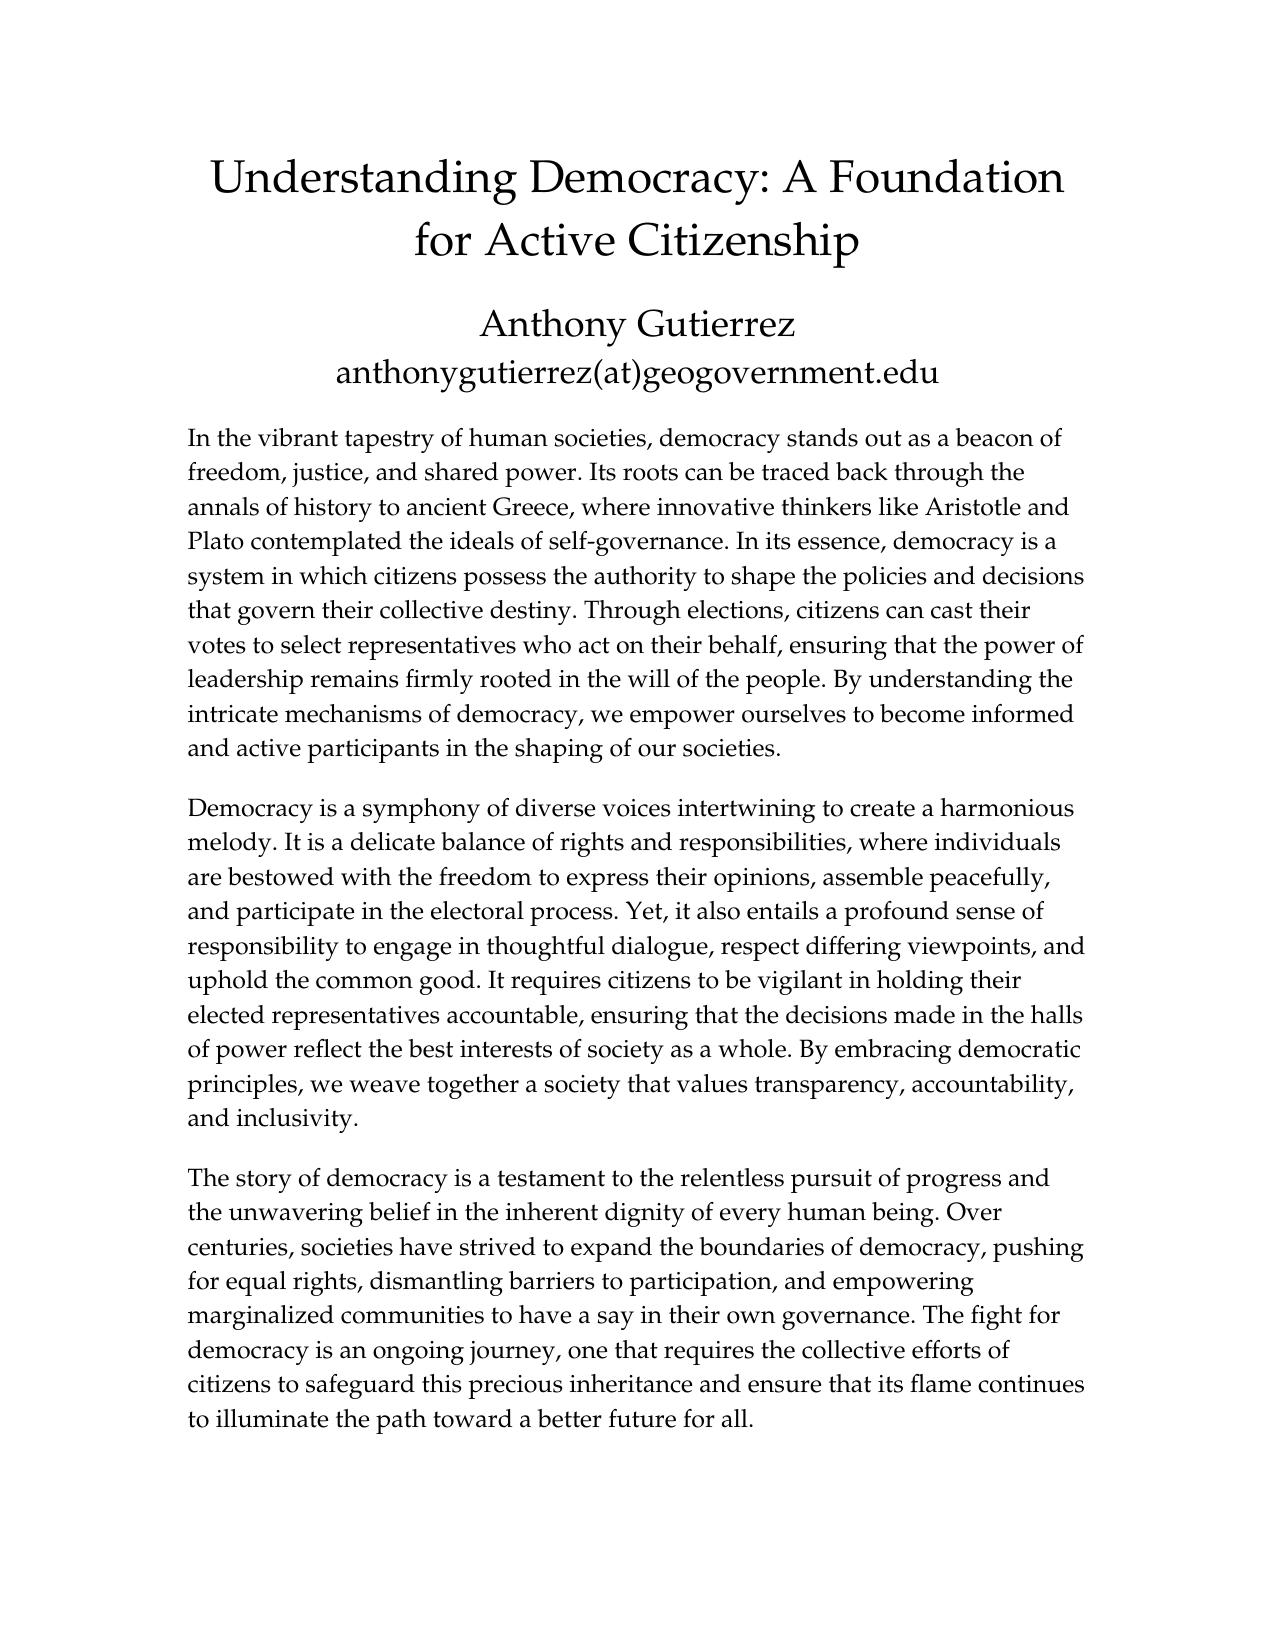 Understanding Democracy: A Foundation
for Active Citizenship
Anthony Gutierrez
anthonygutierrez(at)geogovernment.edu
In the vibrant tapestry of human societies, democracy stands out as a beacon of
freedom, justice, and shared power. Its roots can be traced back through the
annals of history to ancient Greece, where innovative thinkers like Aristotle and
Plato contemplated the ideals of self-governance. In its essence, democracy is a
system in which citizens possess the authority to shape the policies and decisions
that govern their collective destiny. Through elections, citizens can cast their
votes to select representatives who act on their behalf, ensuring that the power of
leadership remains firmly rooted in the will of the people. By understanding the
intricate mechanisms of democracy, we empower ourselves to become informed
and active participants in the shaping of our societies.
Democracy is a symphony of diverse voices intertwining to create a harmonious
melody. It is a delicate balance of rights and responsibilities, where individuals
are bestowed with the freedom to express their opinions, assemble peacefully,
and participate in the electoral process. Yet, it also entails a profound sense of
responsibility to engage in thoughtful dialogue, respect differing viewpoints, and
uphold the common good. It requires citizens to be vigilant in holding their
elected representatives accountable, ensuring that the decisions made in the halls
of power reflect the best interests of society as a whole. By embracing democratic
principles, we weave together a society that values transparency, accountability,
and inclusivity.
The story of democracy is a testament to the relentless pursuit of progress and
the unwavering belief in the inherent dignity of every human being. Over
centuries, societies have strived to expand the boundaries of democracy, pushing
for equal rights, dismantling barriers to participation, and empowering
marginalized communities to have a say in their own governance. The fight for
democracy is an ongoing journey, one that requires the collective efforts of
citizens to safeguard this precious inheritance and ensure that its flame continues
to illuminate the path toward a better future for all.